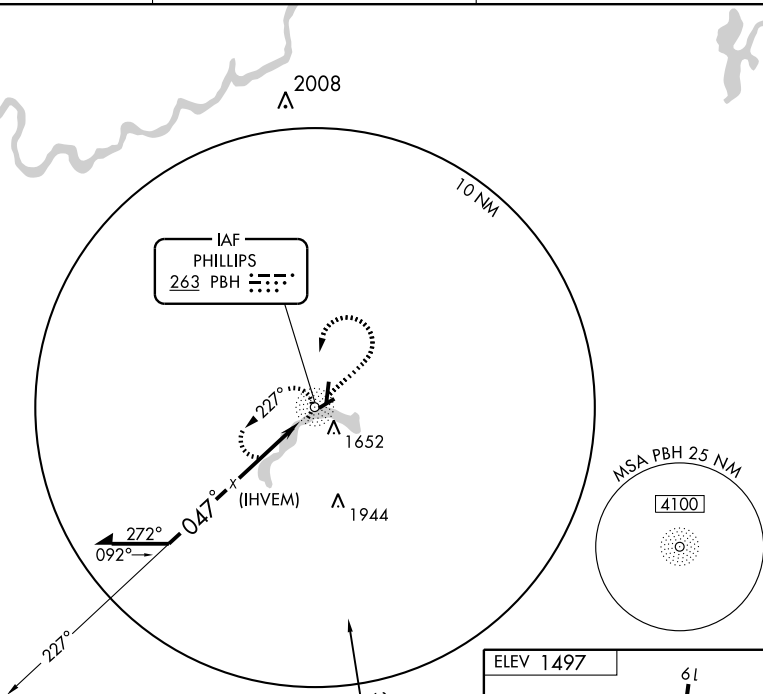 2008
10 NM
IAF
PHILLIPS
263 PBH
227°
1652
(IHVEM)
1944
047°
272°
092°
227°
MSA PBH 25 NM
4100
ELEV 1497
19